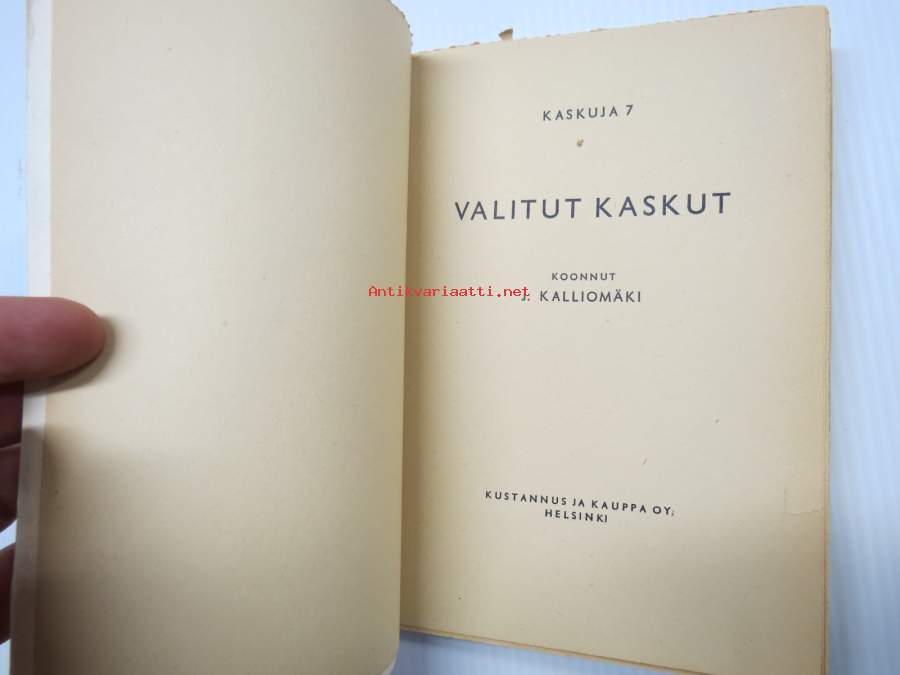 KASKUJA 7
VALITUT KASKUT
KOONNUT
Antikvariaatti.net
J. KALLIOMÄKI
KUSTANNUS JA KAUPPA OY;
HELSINKI